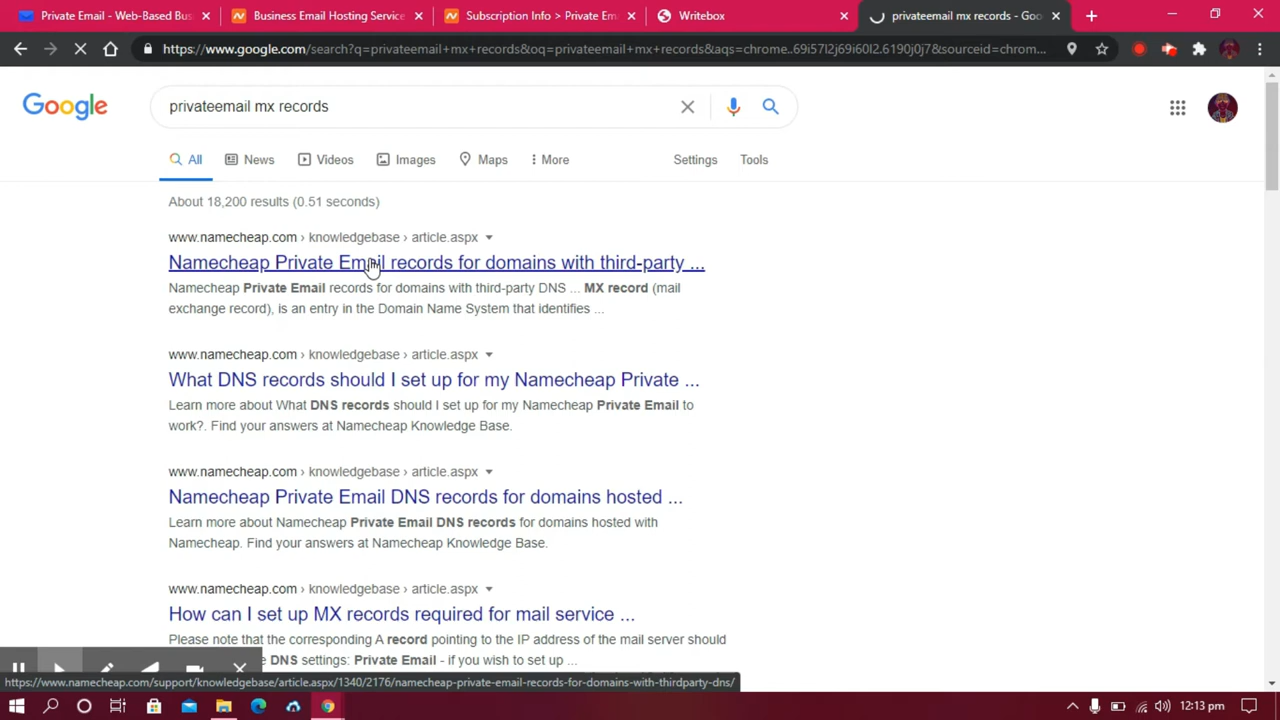 Private Email - Web-Based Bus
Business Email Hosting Service
Subscription Info > Private Em
Writebox
privateemail mx records - Goo
https://www.google.com/search?q=privateemail+mx+records&oq=privateemail+mx+records&aqs=chrome..69i57l2j69i60l2.6190j0j7&sourceid=chrom...
Google
privateemail mx records
All
News
Videos
Images
Maps
More
Settings
Tools
About 18,200 results (0.51 seconds)
www.namecheap.com › knowledgebase › article.aspx
Namecheap Private Email records for domains with third-party ...
Namecheap Private Email records for domains with third-party DNS ... MX record (mail
exchange record), is an entry in the Domain Name System that identifies ...
www.namecheap.com › knowledgebase › article.aspx
What DNS records should I set up for my Namecheap Private ...
Learn more about What DNS records should I set up for my Namecheap Private Email to
work?. Find your answers at Namecheap Knowledge Base.
www.namecheap.com › knowledgebase › article.aspx
Namecheap Private Email DNS records for domains hosted ...
Learn more about Namecheap Private Email DNS records for domains hosted with
Namecheap. Find your answers at Namecheap Knowledge Base.
www.namecheap.com › knowledgebase › article.aspx
How can I set up MX records required for mail service ...
Please note that the corresponding A record pointing to the IP address of the mail server should
DNS settings: Private Email - if you wish to set up ...
https://www.namecheap.com/support/knowledgebase/article.aspx/1340/2176/namecheap-private-email-records-for-domains-with-thirdparty-dns/
12:13 pm